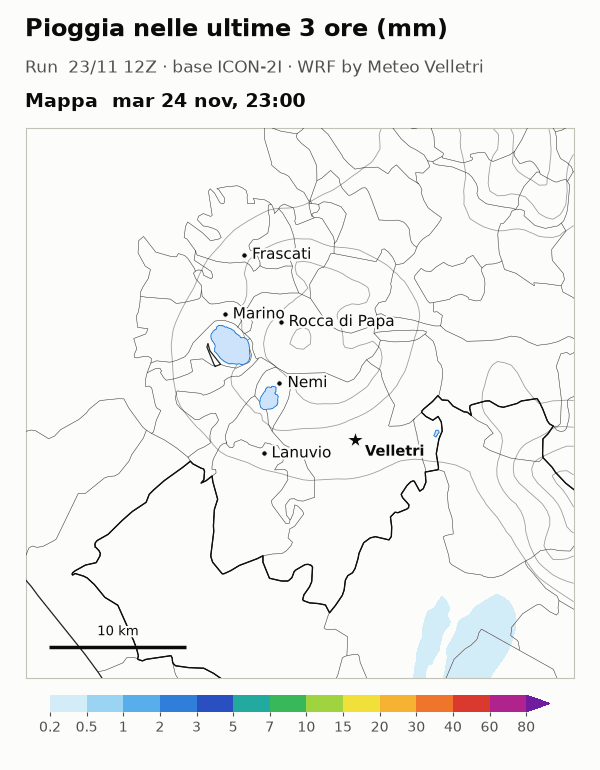 Pioggia nelle ultime 3 ore (mm)
Run  23/11 12Z · base ICON-2I · WRF by Meteo Velletri
Mappa  mar 24 nov, 23:00
Frascati
Marino
Rocca di Papa
Nemi
Velletri
Lanuvio
10 km
0.2 0.5 1 2 3 5 7 10 15 20 30 40 60 80